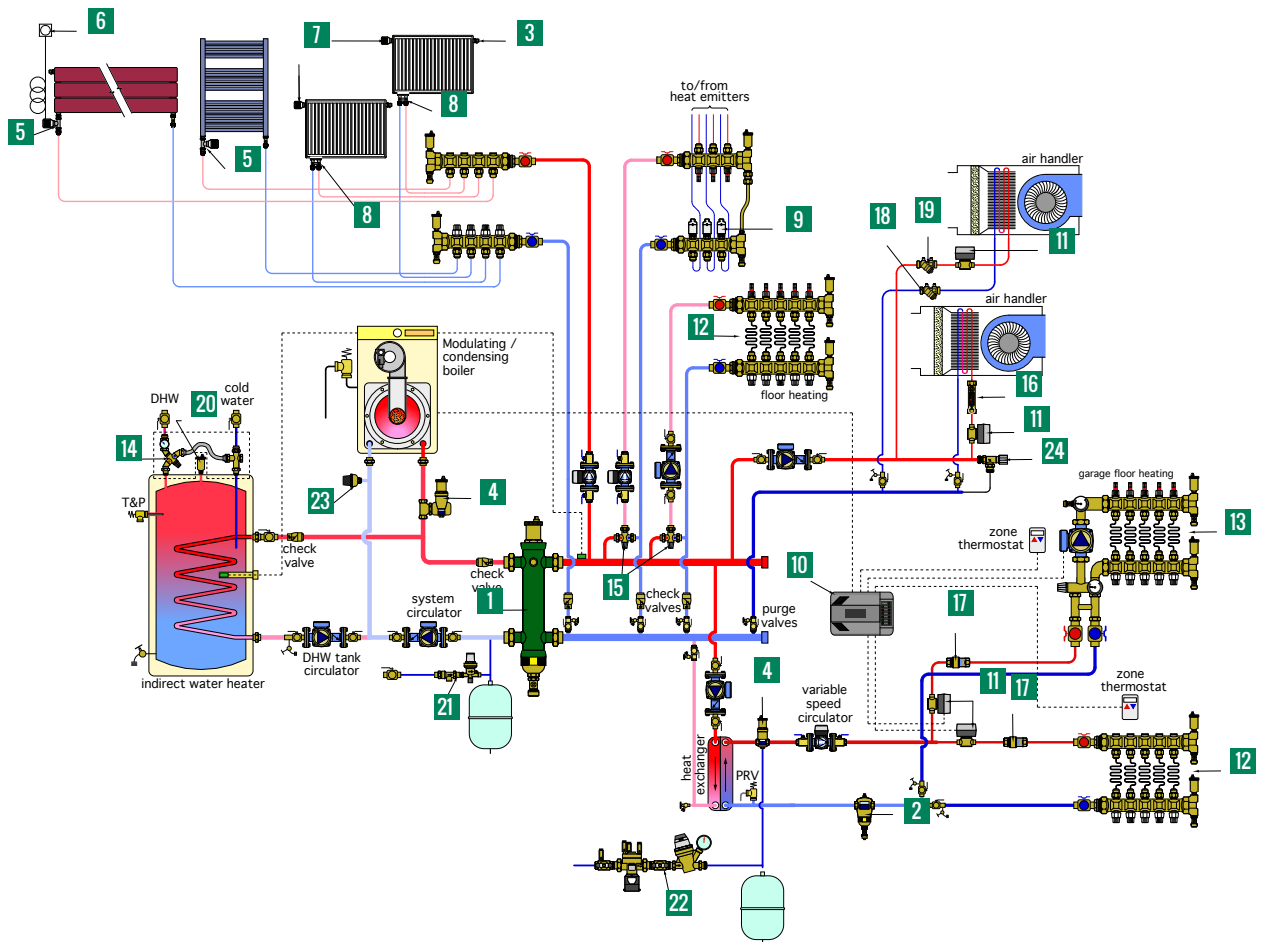 6
7
3
8
5
5
8
to/from
heat emitters
9
air handler
18
19
11
12
floor heating
air handler
16
11
24
Modulating /
condensing
boiler
DHW
20
cold
water
14
T&P
23
4
check
valve
check
valve
1
15
check
valves
purge
valves
system
circulator
DHW tank
circulator
indirect water heater
21
garage floor heating
13
zone
thermostat
10
17
11
17
zone
thermostat
4
variable
speed
circulator
heat
exchanger
PRV
2
12
22